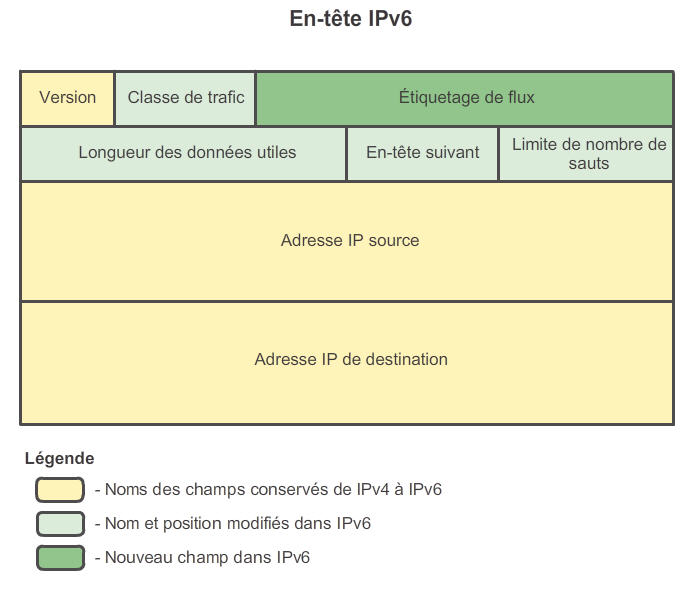 En-tête IPv6
Version
Classe de trafic
Étiquetage de flux
Longueur des données utiles
En-tête suivant
Limite de nombre de
sauts
Adresse IP source
Adresse IP de destination
Légende
- Noms des champs conservés de IPv4 à IPv6
- Nom et position modifiés dans IPv6
- Nouveau champ dans IPv6